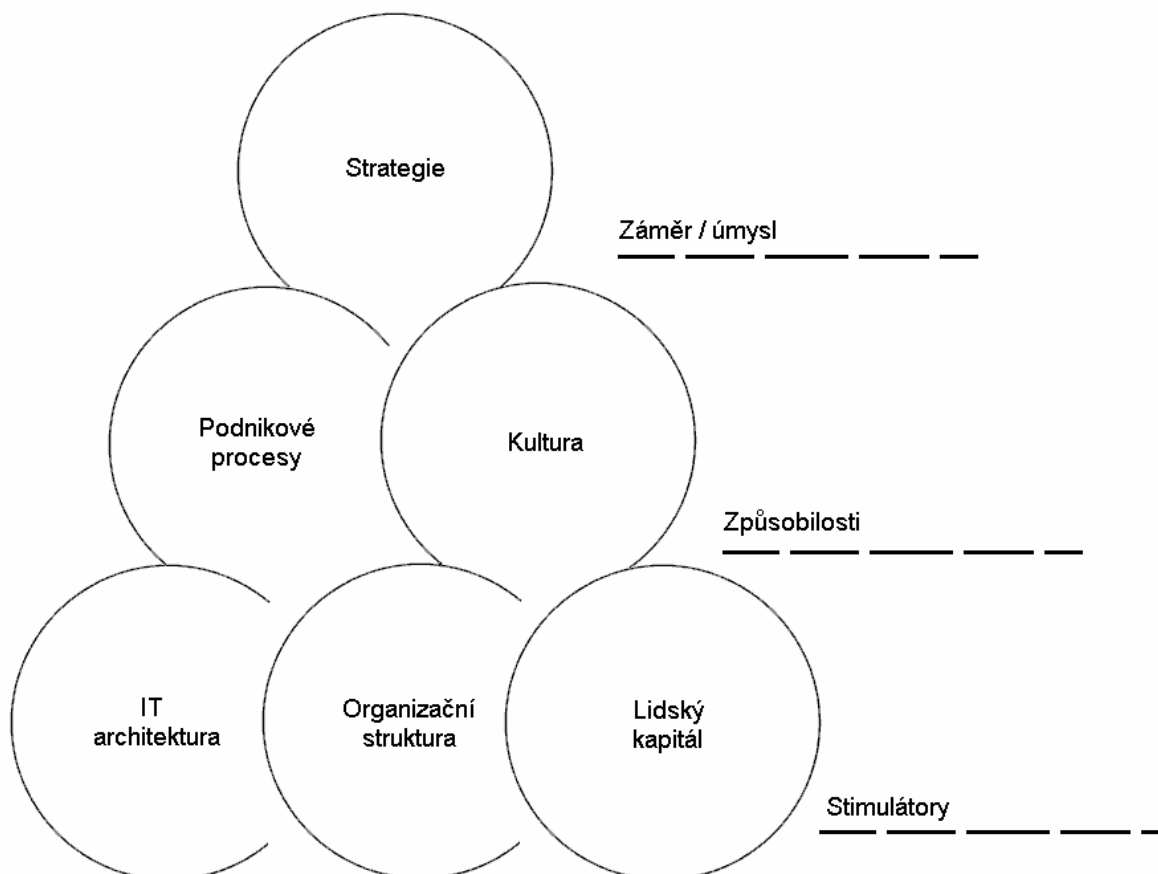 Strategie
Záměr / úmysl
Podnikové
procesy
Kultura
Způsobilosti
IT
architektura
Organizační
struktura
Lidský
kapitál
Stimulátory